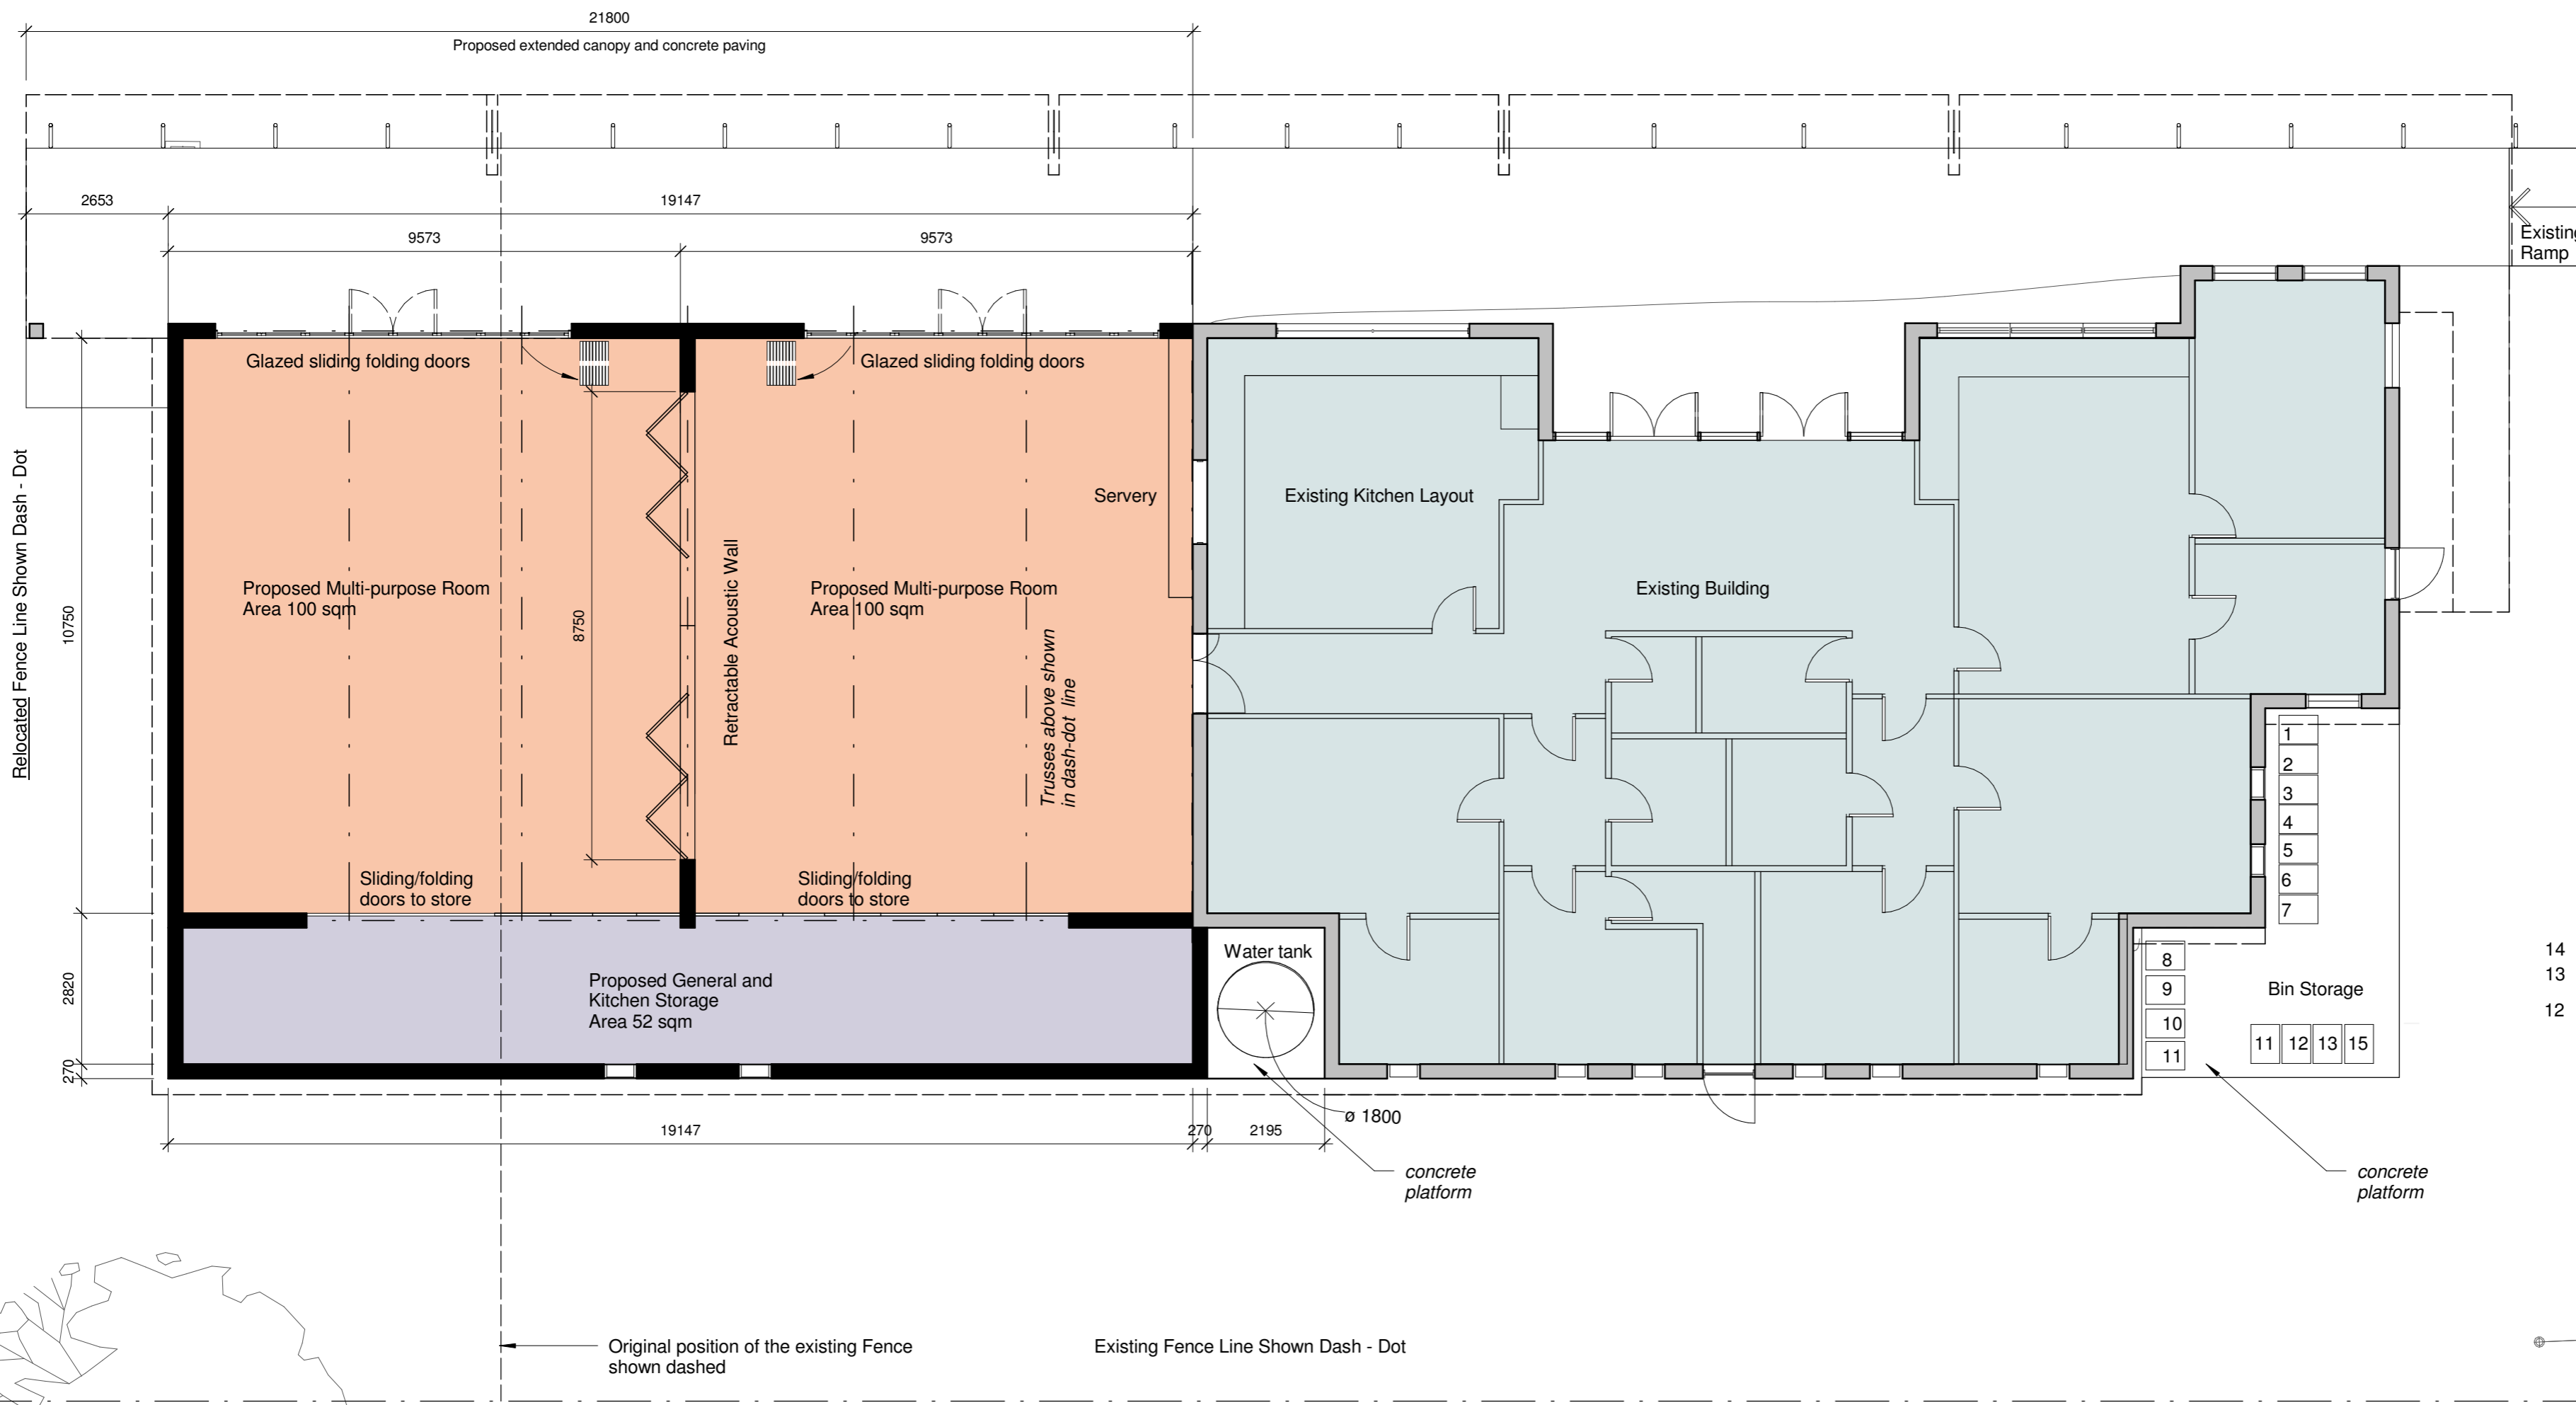 21800
Proposed extended canopy and concrete paving
2653
19147
9573
9573
Existing
Ramp
Glazed sliding folding doors
Glazed sliding folding doors
Relocated Fence Line Shown Dash - Dot
10750
8750
Retractable Acoustic Wall
Servery
Existing Kitchen Layout
Proposed Multi-purpose Room
Area 100 sqm
Proposed Multi-purpose Room
Area 100 sqm
Existing Building
Trusses above shown
in dash-dot line
Sliding/folding
doors to store
Sliding/folding
doors to store
1
2
3
4
5
6
7
2820
270
Proposed General and
Kitchen Storage
Area 52 sqm
Water tank
8
9
10
11
Bin Storage
11
12
13
15
14
13
12
19147
270
2195
ø 1800
concrete
platform
concrete
platform
Original position of the existing Fence
shown dashed
Existing Fence Line Shown Dash - Dot